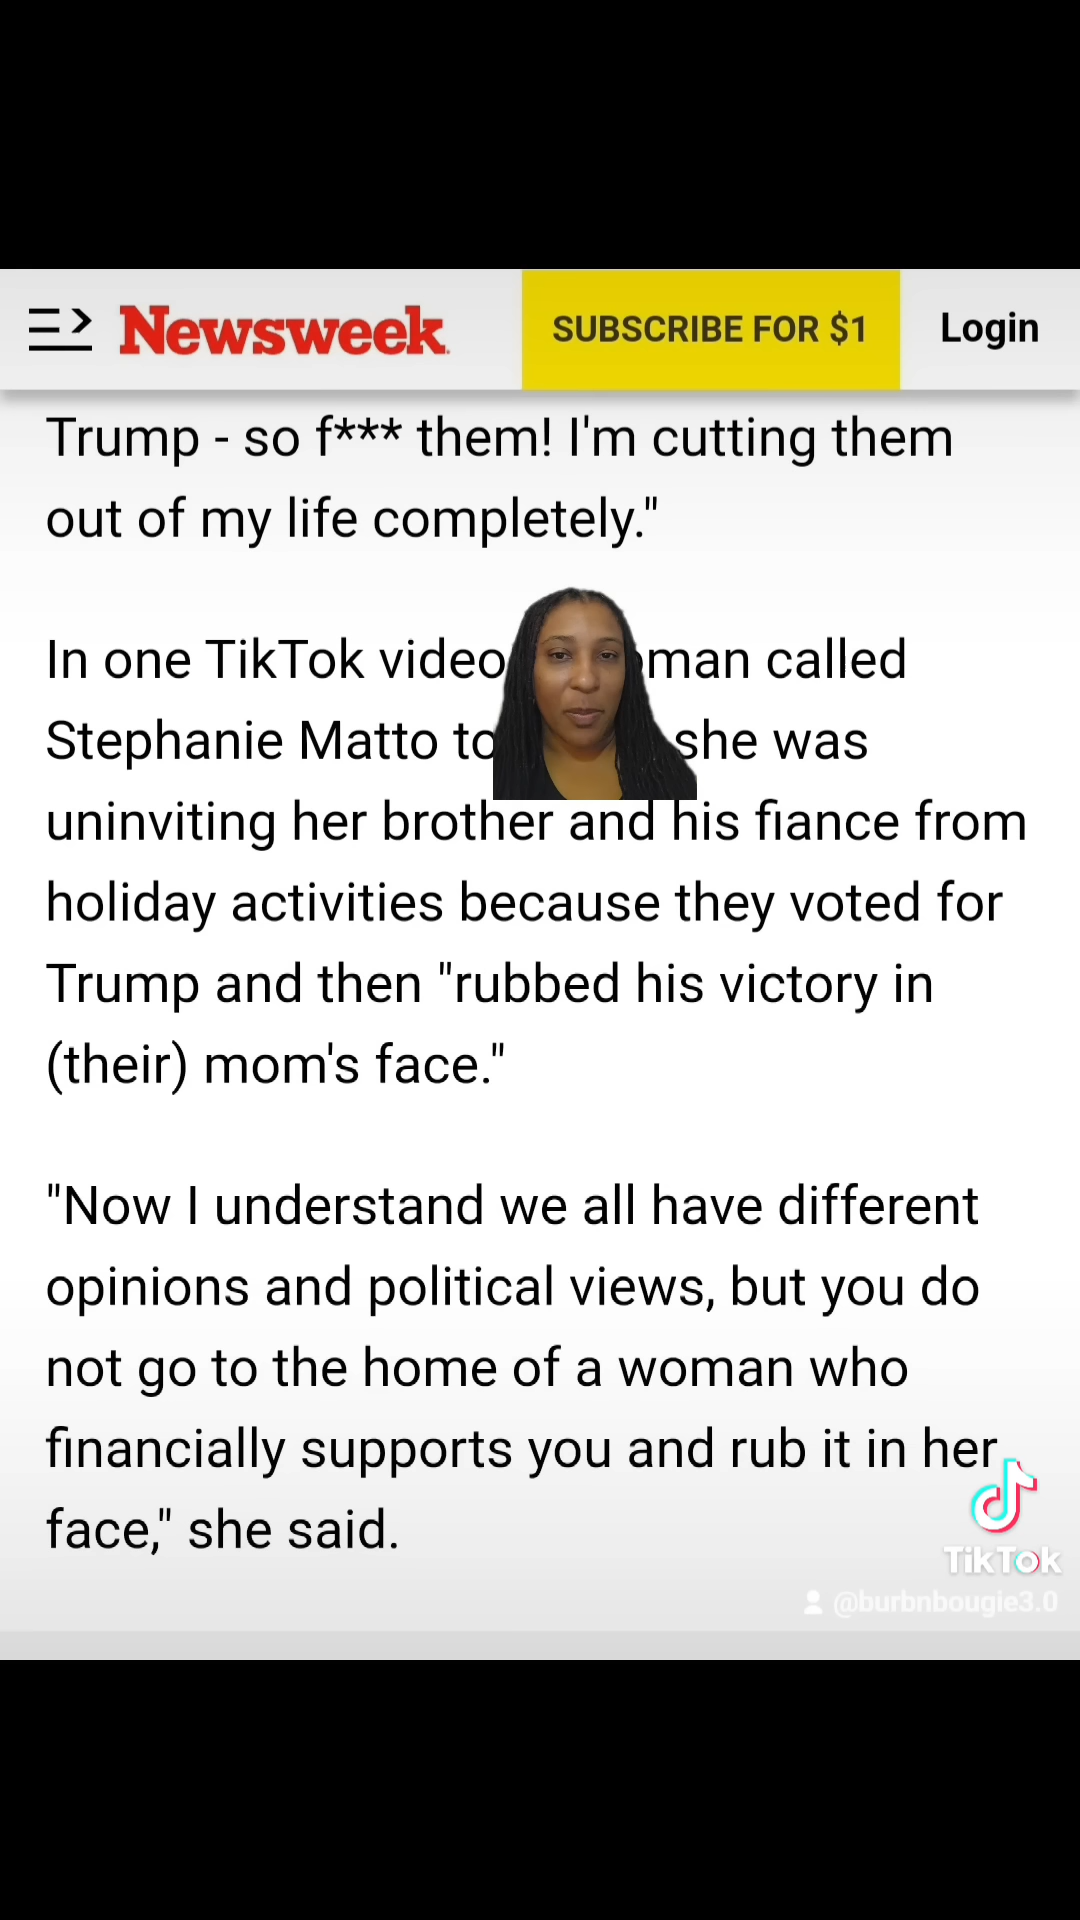 Newsweek
SUBSCRIBE FOR $1
Login
Trump - so f*** them! I'm cutting them
out of my life completely."
In one TikTok video man called
Stephanie Matto she was
uninviting her brother and his fiance from
holiday activities because they voted for
Trump and then "rubbed his victory in
(their) mom's face."
"Now I understand we all have different
opinions and political views, but you do
not go to the home of a woman who
financially supports you and rub it in her
face," she said.
TikTok
@burbnbougie3.0